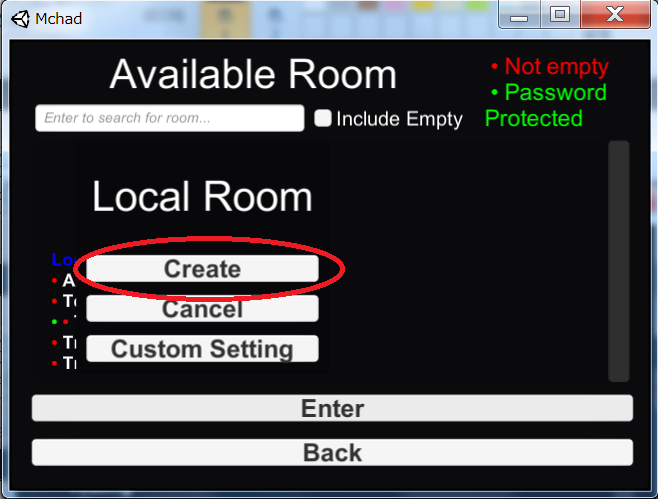 Mchad
Available Room
• Not empty
• Password
Protected
Enter to search for room...
Include Empty
Local Room
Create
Cancel
Custom Setting
Enter
Back